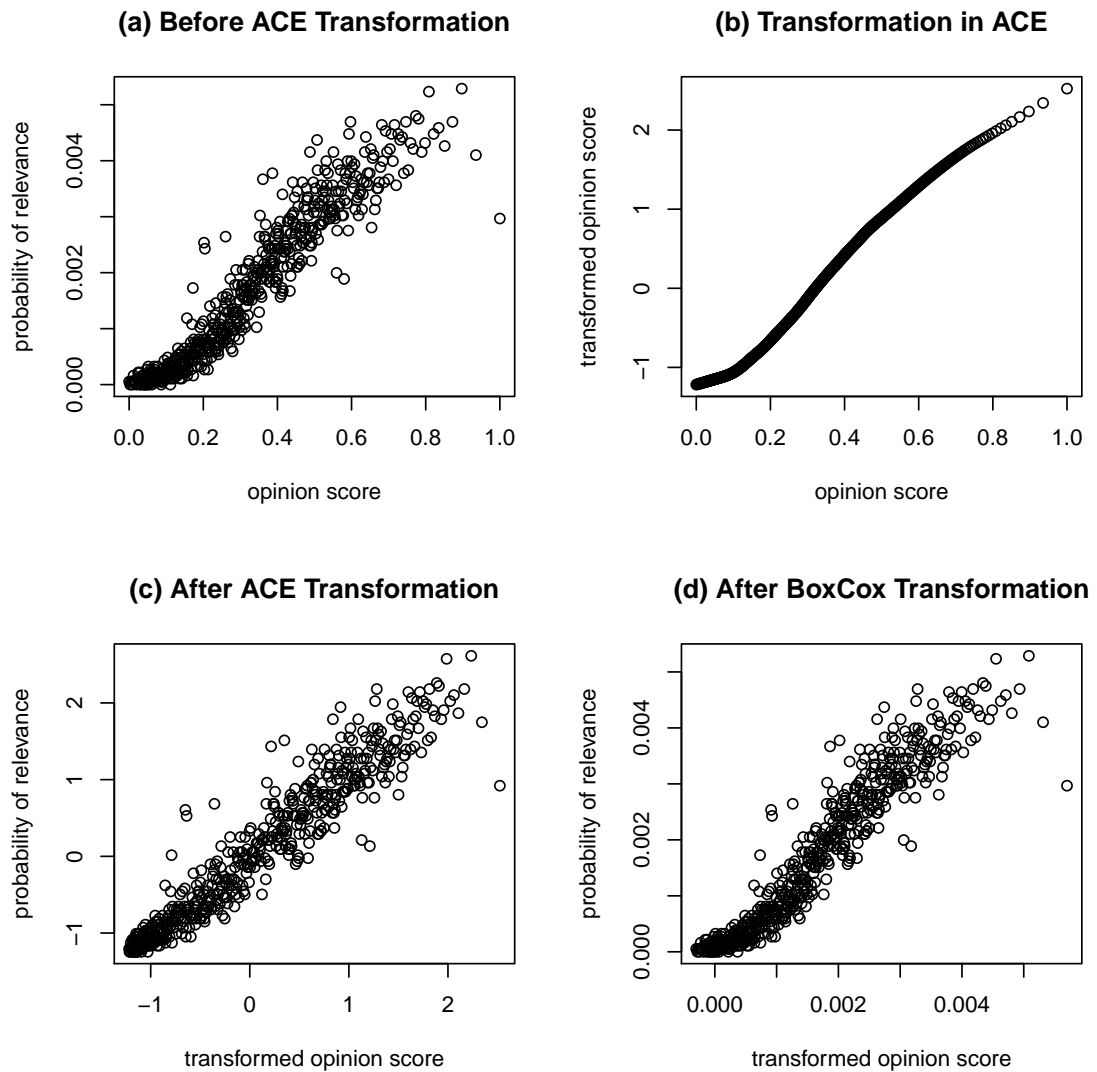 (a) Before ACE Transformation
probability of relevance
0.004
0.002
0.000
0.0 0.2 0.4 0.6 0.8 1.0
opinion score
(b) Transformation in ACE
transformed opinion score
2
1
0
−1
0.0 0.2 0.4 0.6 0.8 1.0
opinion score
(c) After ACE Transformation
probability of relevance
2
1
0
−1
−1 0 1 2
transformed opinion score
(d) After BoxCox Transformation
probability of relevance
0.004
0.002
0.000
0.000 0.002 0.004
transformed opinion score